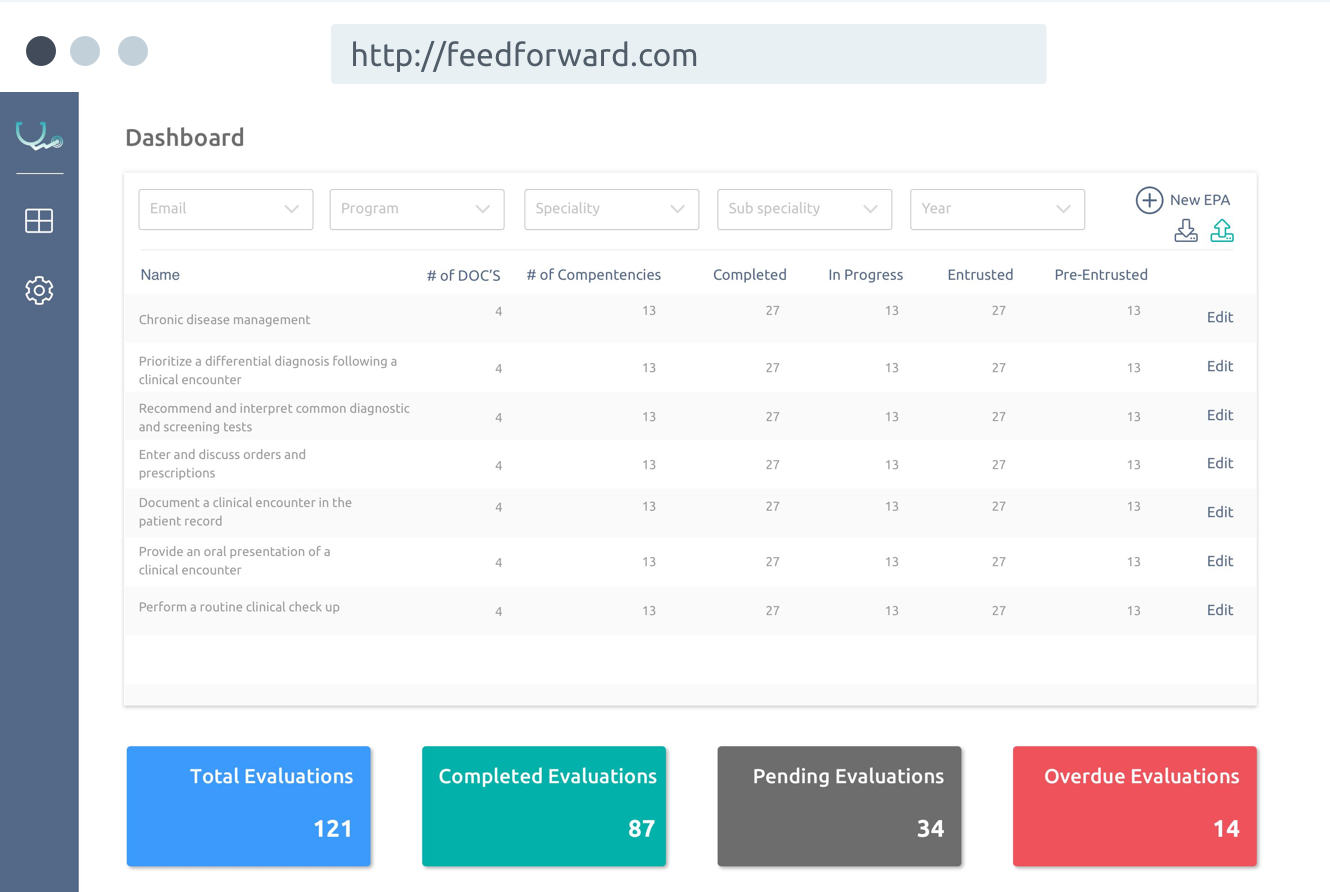 http://feedforward.com
Dashboard
Email Program Speciality Sub speciality Year New EPA
Name # of DOC'S # of Compentencies Completed In Progress Entrusted Pre-Entrusted
Chronic disease management 4 13 27 13 27 13 Edit
Prioritize a differential diagnosis following a
clinical encounter 4 13 27 13 27 13 Edit
Recommend and interpret common diagnostic
and screening tests 4 13 27 13 27 13 Edit
Enter and discuss orders and
prescriptions 4 13 27 13 27 13 Edit
Document a clinical encounter in the
patient record 4 13 27 13 27 13 Edit
Provide an oral presentation of a
clinical encounter 4 13 27 13 27 13 Edit
Perform a routine clinical check up 4 13 27 13 27 13 Edit
Total Evaluations Completed Evaluations Pending Evaluations Overdue Evaluations
121 87 34 14